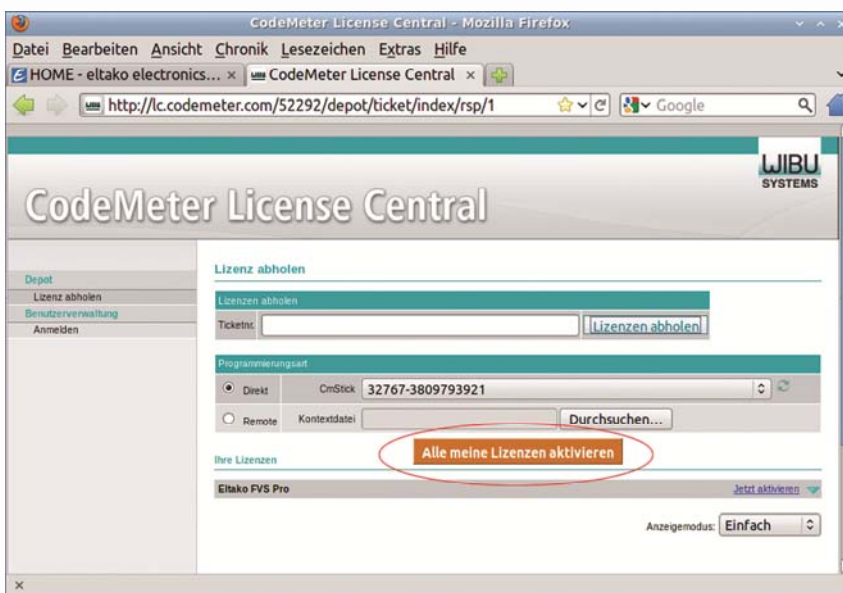 CodeMeter License Central - Mozilla Firefox
Datei Bearbeiten Ansicht Chronik Lesezeichen Extras Hilfe
HOME - eltako electronics... × CodeMeter License Central ×
http://lc.codemeter.com/52292/depot/ticket/index/rsp/1 Google
WIBU
SYSTEMS
CodeMeter License Central
Lizenz abholen
Depot
Lizenz abholen
Benutzerverwaltung
Anmelden
Lizenzen abholen
Ticketnr. Lizenzen abholen
Programmierungsart
Direkt CmStick 32767-3809793921
Remote Kontextdatei Durchsuchen...
Alle meine Lizenzen aktivieren
Ihre Lizenzen
Eltako FVS Pro Jetzt aktivieren
Anzeigemodus: Einfach